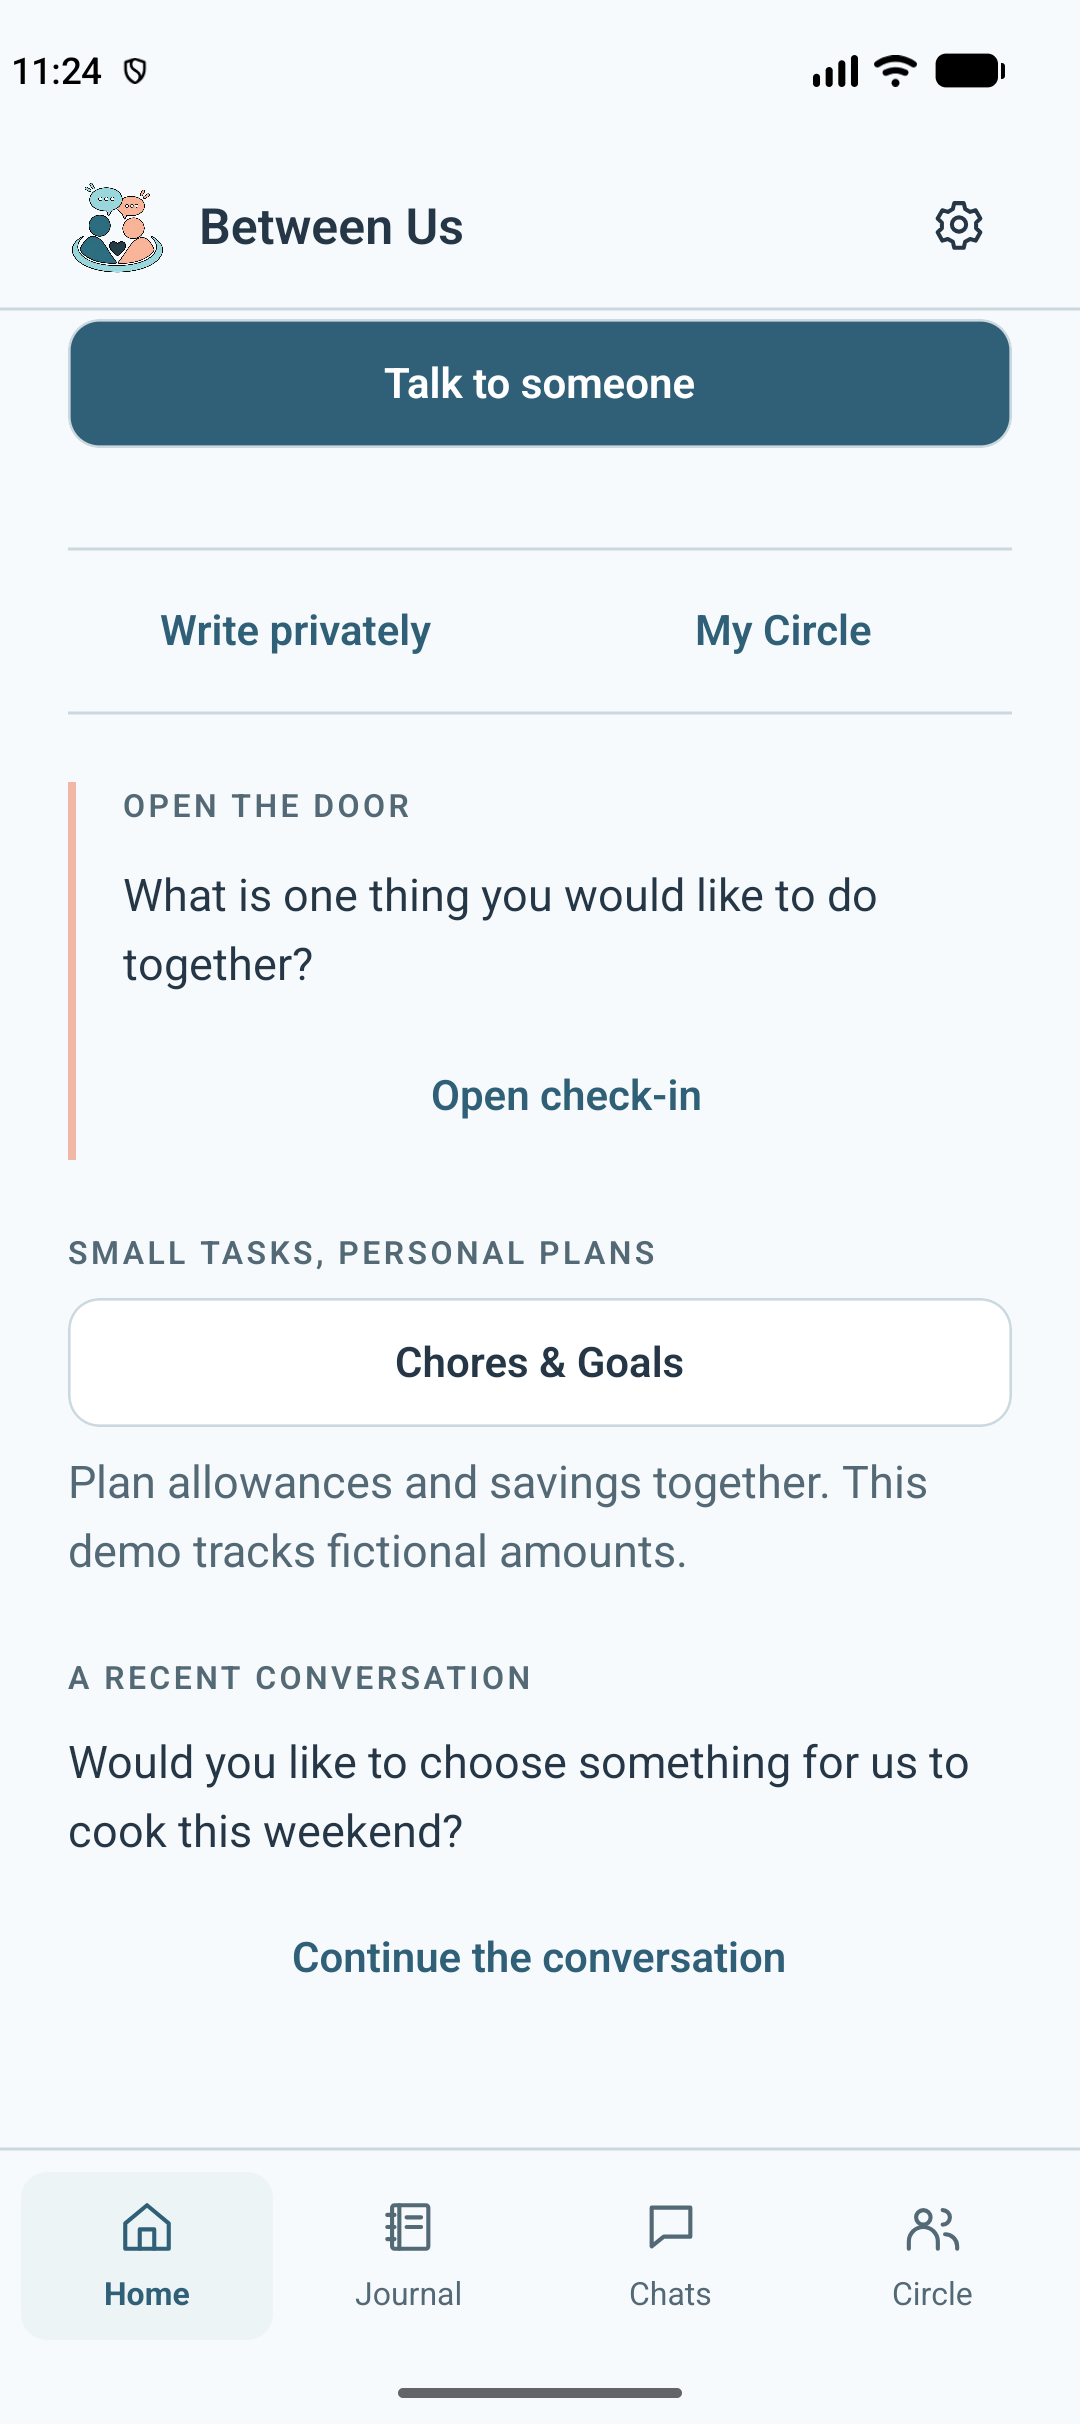 11:24
Between Us
Talk to someone
Write privately
My Circle
OPEN THE DOOR
What is one thing you would like to do
together?
Open check-in
SMALL TASKS, PERSONAL PLANS
Chores & Goals
Plan allowances and savings together. This
demo tracks fictional amounts.
A RECENT CONVERSATION
Would you like to choose something for us to
cook this weekend?
Continue the conversation
Home
Journal
Chats
Circle